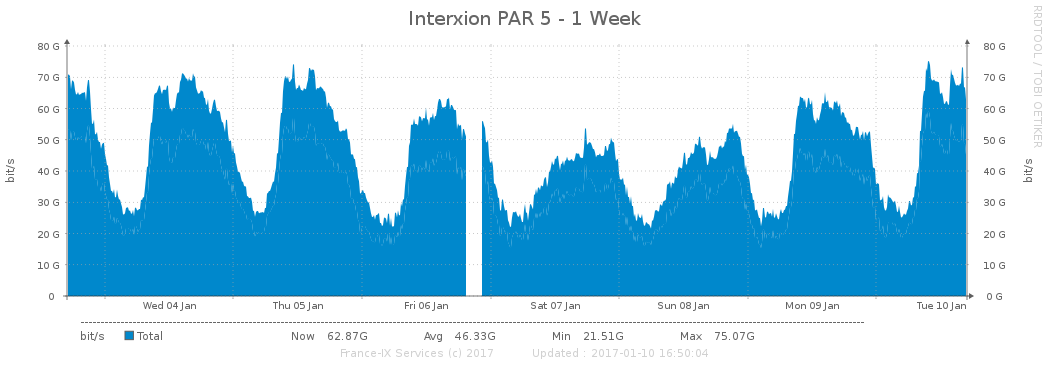 Interxion PAR 5 - 1 Week
RRDTOOL / TOBI OETIKER
80 G 80 G
70 G 70 G
60 G 60 G
50 G 50 G
40 G 40 G
30 G 30 G
20 G 20 G
10 G 10 G
0 0 G
bit/s bit/s
Wed 04 Jan Thu 05 Jan Fri 06 Jan Sat 07 Jan Sun 08 Jan Mon 09 Jan Tue 10 Jan
bit/s Total Now 62.87G Avg 46.33G Min 21.51G Max 75.07G
France-IX Services (c) 2017 Updated : 2017-01-10 16:50:04